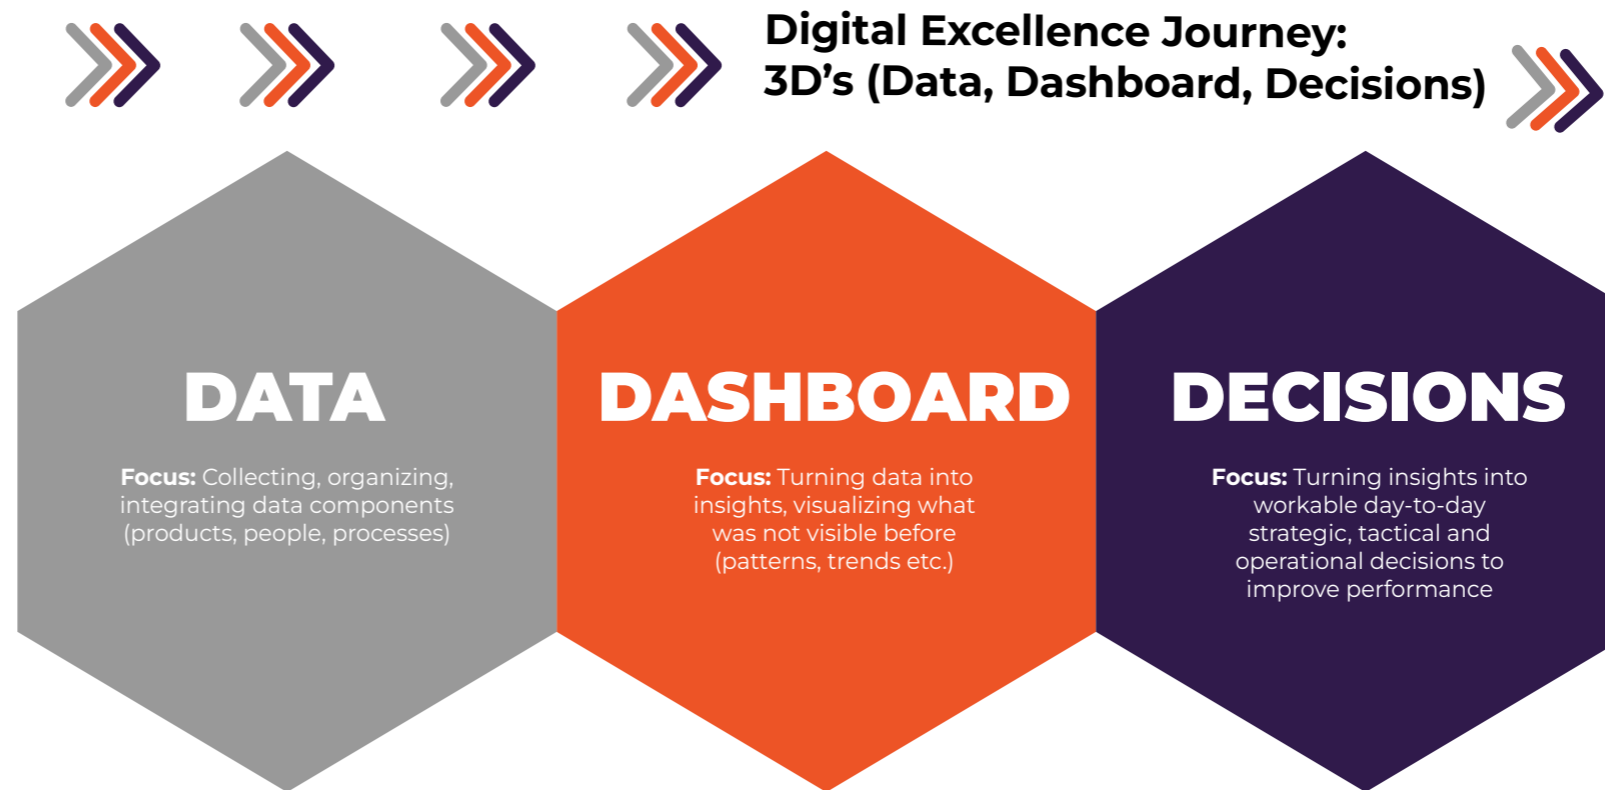 Digital Excellence Journey:
3D’s (Data, Dashboard, Decisions)
DATA
Focus: Collecting, organizing,
integrating data components
(products, people, processes)
DASHBOARD
Focus: Turning data into
insights, visualizing what
was not visible before
(patterns, trends etc.)
DECISIONS
Focus: Turning insights into
workable day-to-day
strategic, tactical and
operational decisions to
improve performance